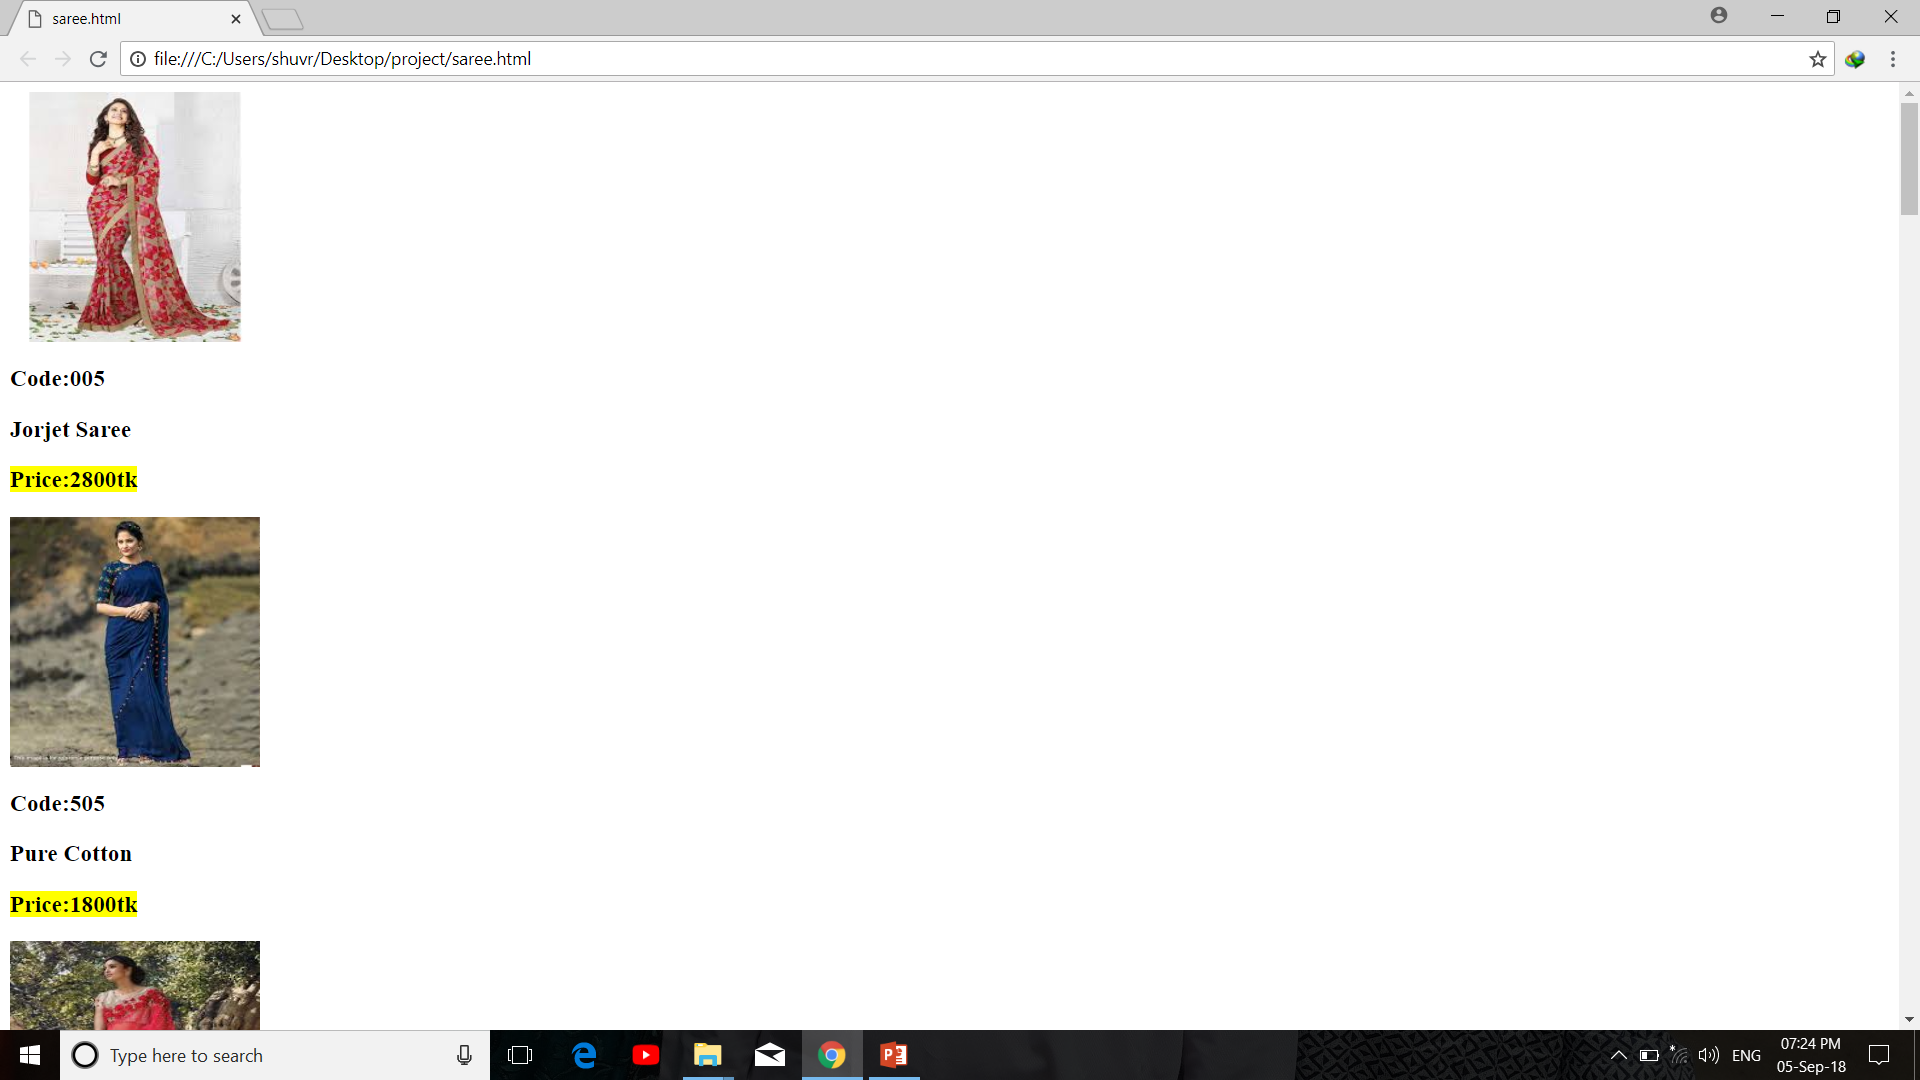 saree.html
file:///C:/Users/shuvr/Desktop/project/saree.html
Code:005
Jorjet Saree
Price:2800tk
Code:505
Pure Cotton
Price:1800tk
Type here to search
ENG
07:24 PM
05-Sep-18